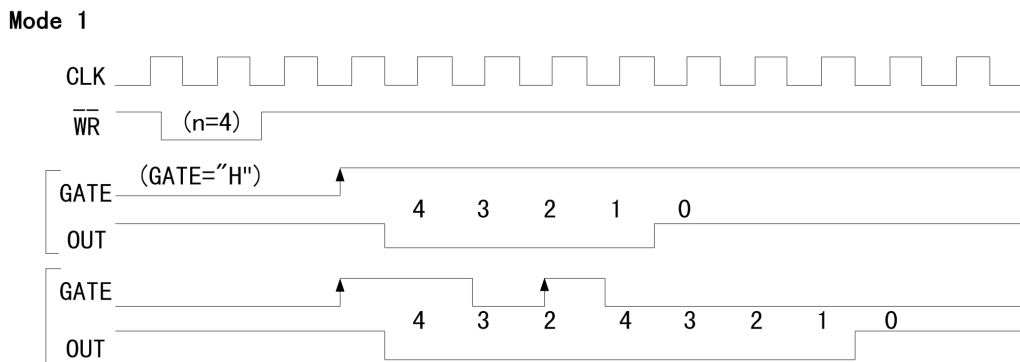 Mode 1
CLK
W̅R̅
(n=4)
(GATE="H")
GATE
4 3 2 1 0
OUT
GATE
4 3 2 4 3 2 1 0
OUT